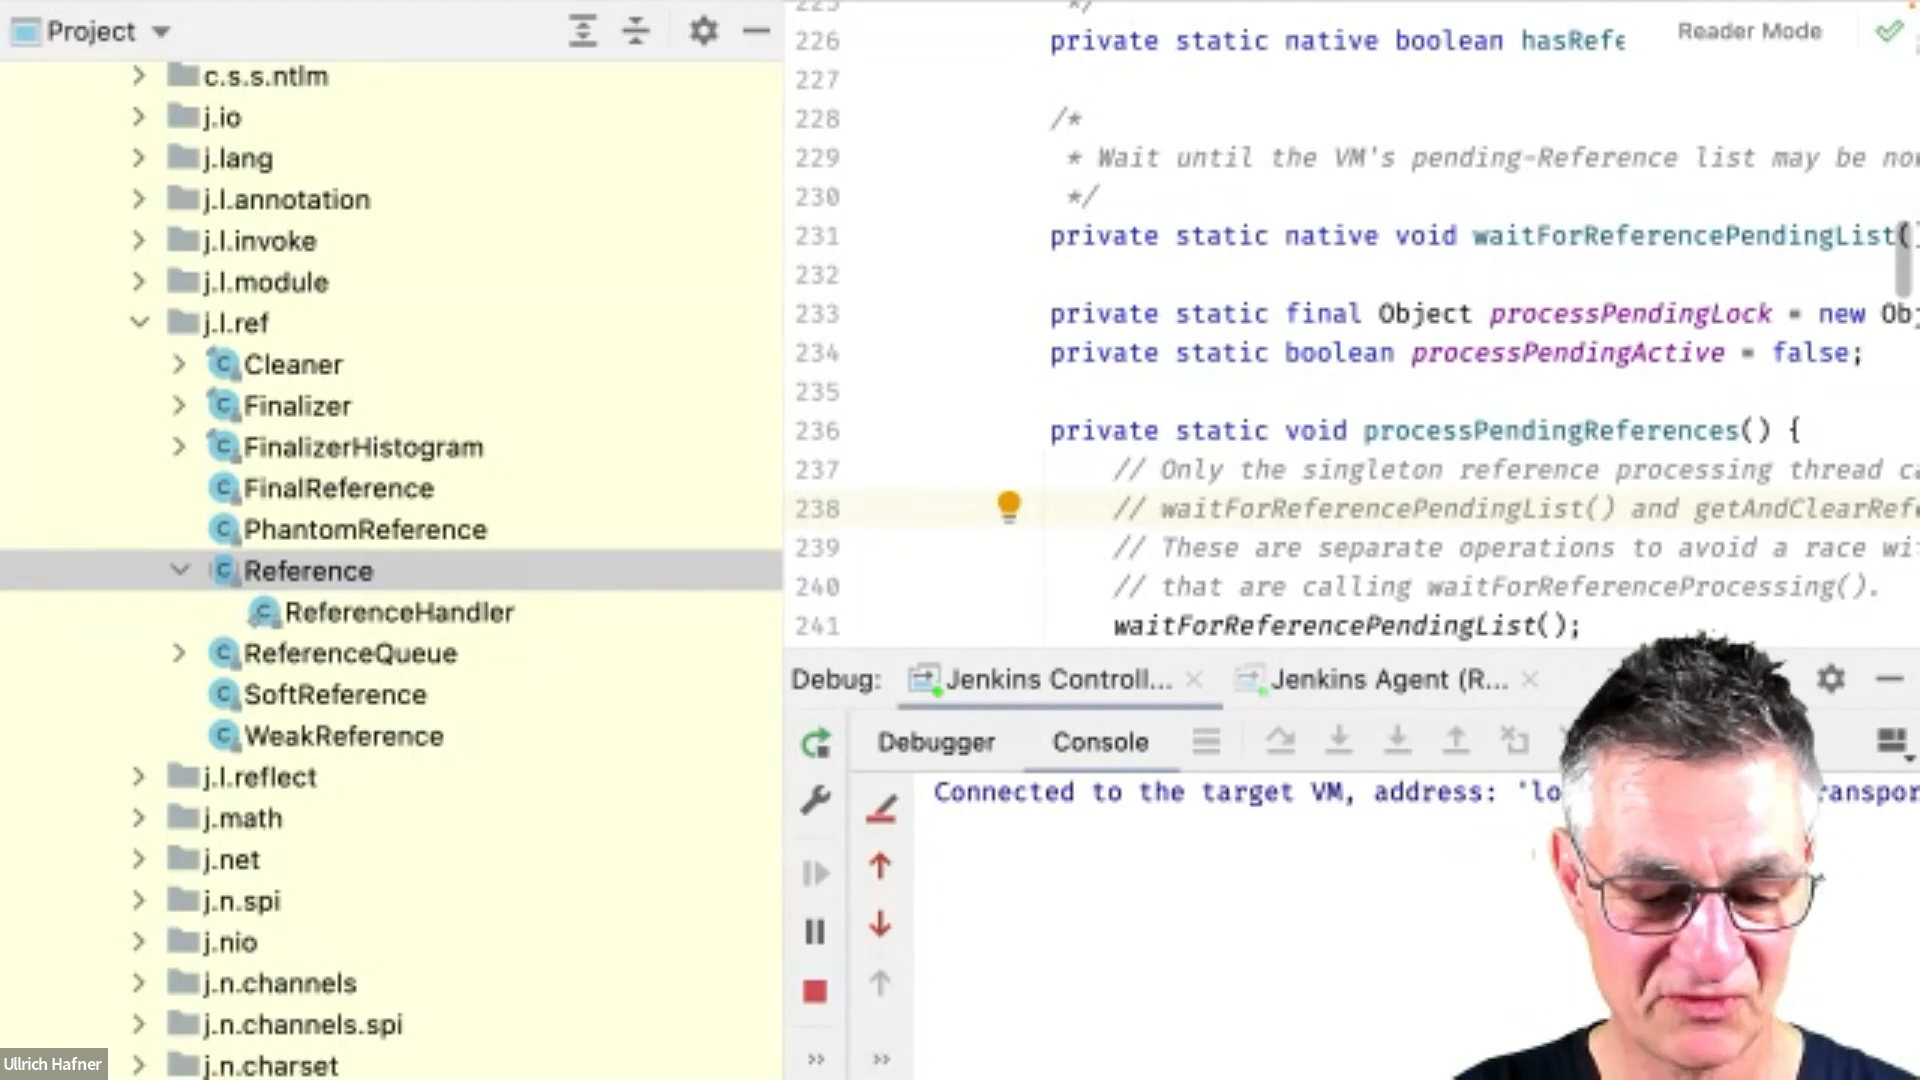 Project
c.s.s.ntlm
j.io
j.lang
j.l.annotation
j.l.invoke
j.l.module
j.l.ref
Cleaner
Finalizer
FinalizerHistogram
FinalReference
PhantomReference
Reference
ReferenceHandler
ReferenceQueue
SoftReference
WeakReference
j.l.reflect
j.math
j.net
j.n.spi
j.nio
j.n.channels
j.n.channels.spi
j.n.charset
Ullrich Hafner
Reader Mode
225 */
226 private static native boolean hasRefe
227
228 /*
229 * Wait until the VM's pending-Reference list may be no
230 */
231 private static native void waitForReferencePendingList(
232
233 private static final Object processPendingLock = new Obj
234 private static boolean processPendingActive = false;
235
236 private static void processPendingReferences() {
237 // Only the singleton reference processing thread ca
238 // waitForReferencePendingList() and getAndClearRefe
239 // These are separate operations to avoid a race wi
240 // that are calling waitForReferenceProcessing().
241 waitForReferencePendingList();
Debug: Jenkins Controll... Jenkins Agent (R...
Debugger Console
Connected to the target VM, address: 'lo ranspor